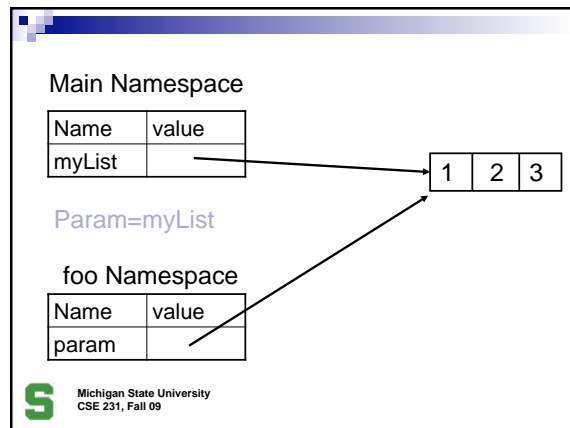 Main Namespace
Name value
myList
1 2 3
Param=myList
foo Namespace
Name value
param
S
Michigan State University
CSE 231, Fall 09